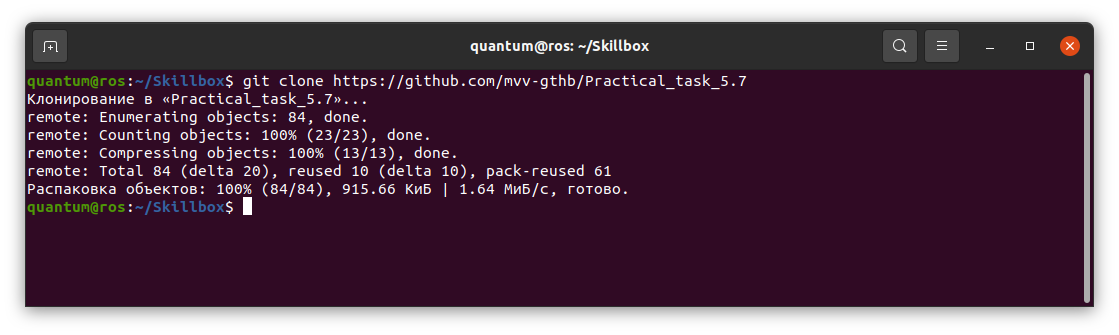 quantum@ros: ~/Skillbox
quantum@ros:~/Skillbox$ git clone https://github.com/mvv-gthb/Practical_task_5.7
Клонирование в «Practical_task_5.7»...
remote: Enumerating objects: 84, done.
remote: Counting objects: 100% (23/23), done.
remote: Compressing objects: 100% (13/13), done.
remote: Total 84 (delta 20), reused 10 (delta 10), pack-reused 61
Распаковка объектов: 100% (84/84), 915.66 КиБ | 1.64 МиБ/с, готово.
quantum@ros:~/Skillbox$